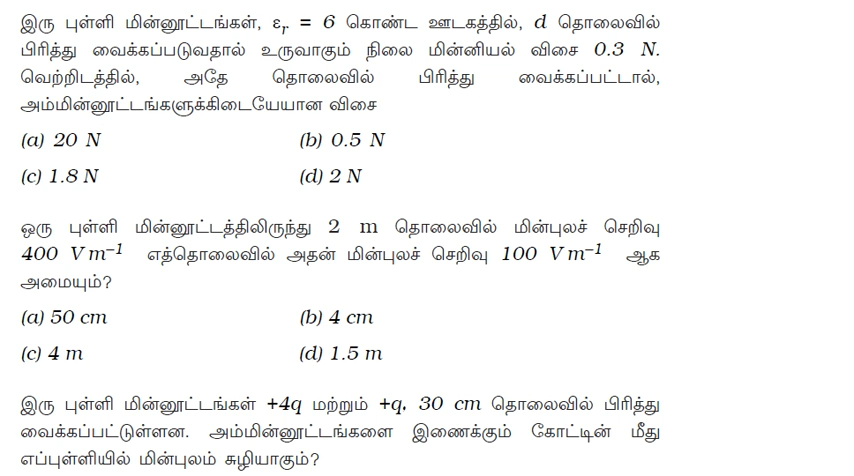 இரு புள்ளி மின்னூட்டங்கள், εr = 6 கொண்ட ஊடகத்தில், d தொலைவில்
பிரித்து வைக்கப்படுவதால் உருவாகும் நிலை மின்னியல் விசை 0.3 N.
வெற்றிடத்தில், அதே தொலைவில் பிரித்து வைக்கப்பட்டால்,
அம்மின்னூட்டங்களுக்கிடையேயான விசை
(a) 20 N (b) 0.5 N
(c) 1.8 N (d) 2 N
ஒரு புள்ளி மின்னூட்டத்திலிருந்து 2 m தொலைவில் மின்புலச் செறிவு
400 Vm–1 எத்தொலைவில் அதன் மின்புலச் செறிவு 100 Vm–1 ஆக
அமையும்?
(a) 50 cm (b) 4 cm
(c) 4 m (d) 1.5 m
இரு புள்ளி மின்னூட்டங்கள் +4q மற்றும் +q, 30 cm தொலைவில் பிரித்து
வைக்கப்பட்டுள்ளன. அம்மின்னூட்டங்களை இணைக்கும் கோட்டின் மீது
எப்புள்ளியில் மின்புலம் சுழியாகும்?